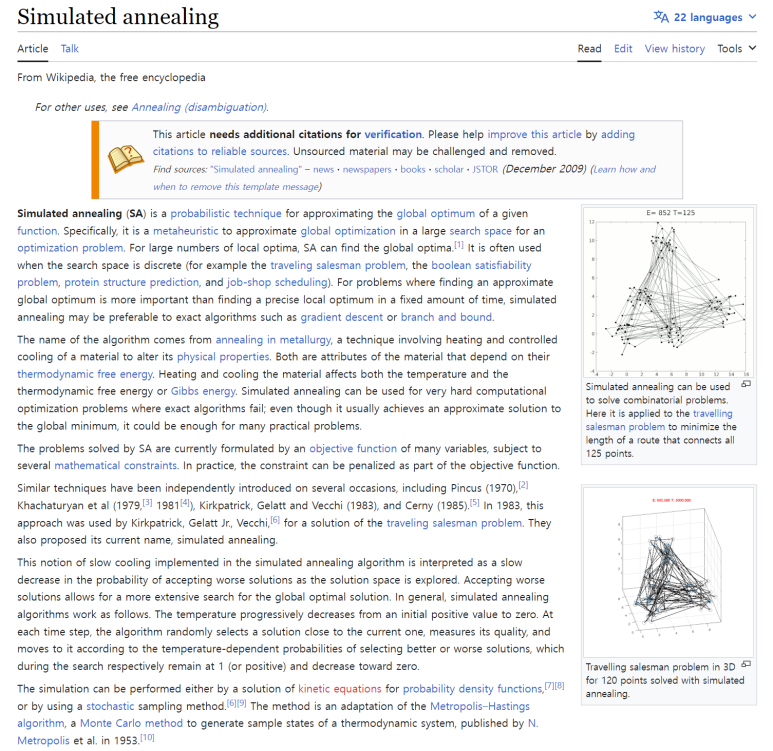 Simulated annealing
22 languages
Article Talk
Read Edit View history Tools
From Wikipedia, the free encyclopedia
For other uses, see Annealing (disambiguation).
This article needs additional citations for verification. Please help improve this article by adding
citations to reliable sources. Unsourced material may be challenged and removed.
Find sources: "Simulated annealing" – news · newspapers · books · scholar · JSTOR (December 2009) (Learn how and
when to remove this template message)
Simulated annealing (SA) is a probabilistic technique for approximating the global optimum of a given
function. Specifically, it is a metaheuristic to approximate global optimization in a large search space for an
optimization problem. For large numbers of local optima, SA can find the global optima.[1] It is often used
when the search space is discrete (for example the traveling salesman problem, the boolean satisfiability
problem, protein structure prediction, and job-shop scheduling). For problems where finding an approximate
global optimum is more important than finding a precise local optimum in a fixed amount of time, simulated
annealing may be preferable to exact algorithms such as gradient descent or branch and bound.
The name of the algorithm comes from annealing in metallurgy, a technique involving heating and controlled
cooling of a material to alter its physical properties. Both are attributes of the material that depend on their
thermodynamic free energy. Heating and cooling the material affects both the temperature and the
thermodynamic free energy or Gibbs energy. Simulated annealing can be used for very hard computational
optimization problems where exact algorithms fail; even though it usually achieves an approximate solution to
the global minimum, it could be enough for many practical problems.
The problems solved by SA are currently formulated by an objective function of many variables, subject to
several mathematical constraints. In practice, the constraint can be penalized as part of the objective function.
Similar techniques have been independently introduced on several occasions, including Pincus (1970),[2]
Khachaturyan et al (1979,[3] 1981[4]), Kirkpatrick, Gelatt and Vecchi (1983), and Cerny (1985).[5] In 1983, this
approach was used by Kirkpatrick, Gelatt Jr., Vecchi,[6] for a solution of the traveling salesman problem. They
also proposed its current name, simulated annealing.
This notion of slow cooling implemented in the simulated annealing algorithm is interpreted as a slow
decrease in the probability of accepting worse solutions as the solution space is explored. Accepting worse
solutions allows for a more extensive search for the global optimal solution. In general, simulated annealing
algorithms work as follows. The temperature progressively decreases from an initial positive value to zero. At
each time step, the algorithm randomly selects a solution close to the current one, measures its quality, and
moves to it according to the temperature-dependent probabilities of selecting better or worse solutions, which
during the search respectively remain at 1 (or positive) and decrease toward zero.
The simulation can be performed either by a solution of kinetic equations for probability density functions,[7][8]
or by using a stochastic sampling method.[6][9] The method is an adaptation of the Metropolis–Hastings
algorithm, a Monte Carlo method to generate sample states of a thermodynamic system, published by N.
Metropolis et al. in 1953.[10]
E= 852 T=125
12
10
8
6
4
2
0
-2
-4
-4 -2 0 2 4 6 8 10 12 14 16
Simulated annealing can be used
to solve combinatorial problems.
Here it is applied to the travelling
salesman problem to minimize the
length of a route that connects all
125 points.
Travelling salesman problem in 3D
for 120 points solved with simulated
annealing.